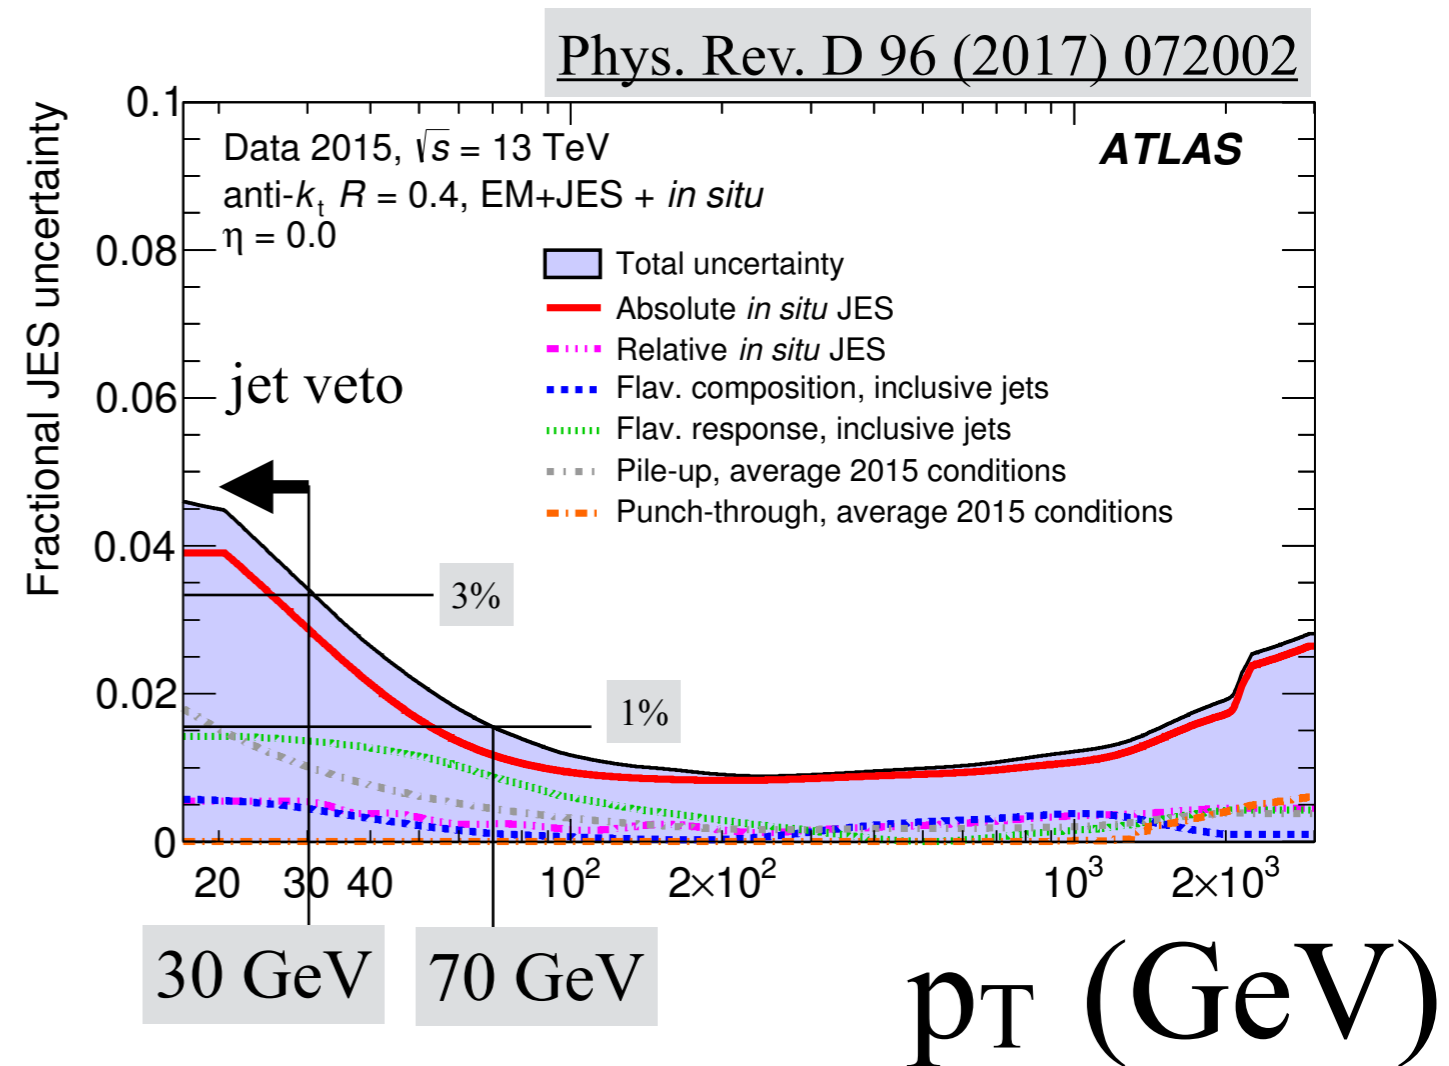 Phys. Rev. D 96 (2017) 072002
Fractional JES uncertainty
0.1
0.08
0.06
0.04
0.02
0
Data 2015, √s = 13 TeV
ATLAS
anti-kt R = 0.4, EM+JES + in situ
η = 0.0
Total uncertainty
Absolute in situ JES
Relative in situ JES
Flav. composition, inclusive jets
Flav. response, inclusive jets
Pile-up, average 2015 conditions
Punch-through, average 2015 conditions
jet veto
3%
1%
20 30 40 10² 2×10² 10³ 2×10³
30 GeV 70 GeV
pT (GeV)